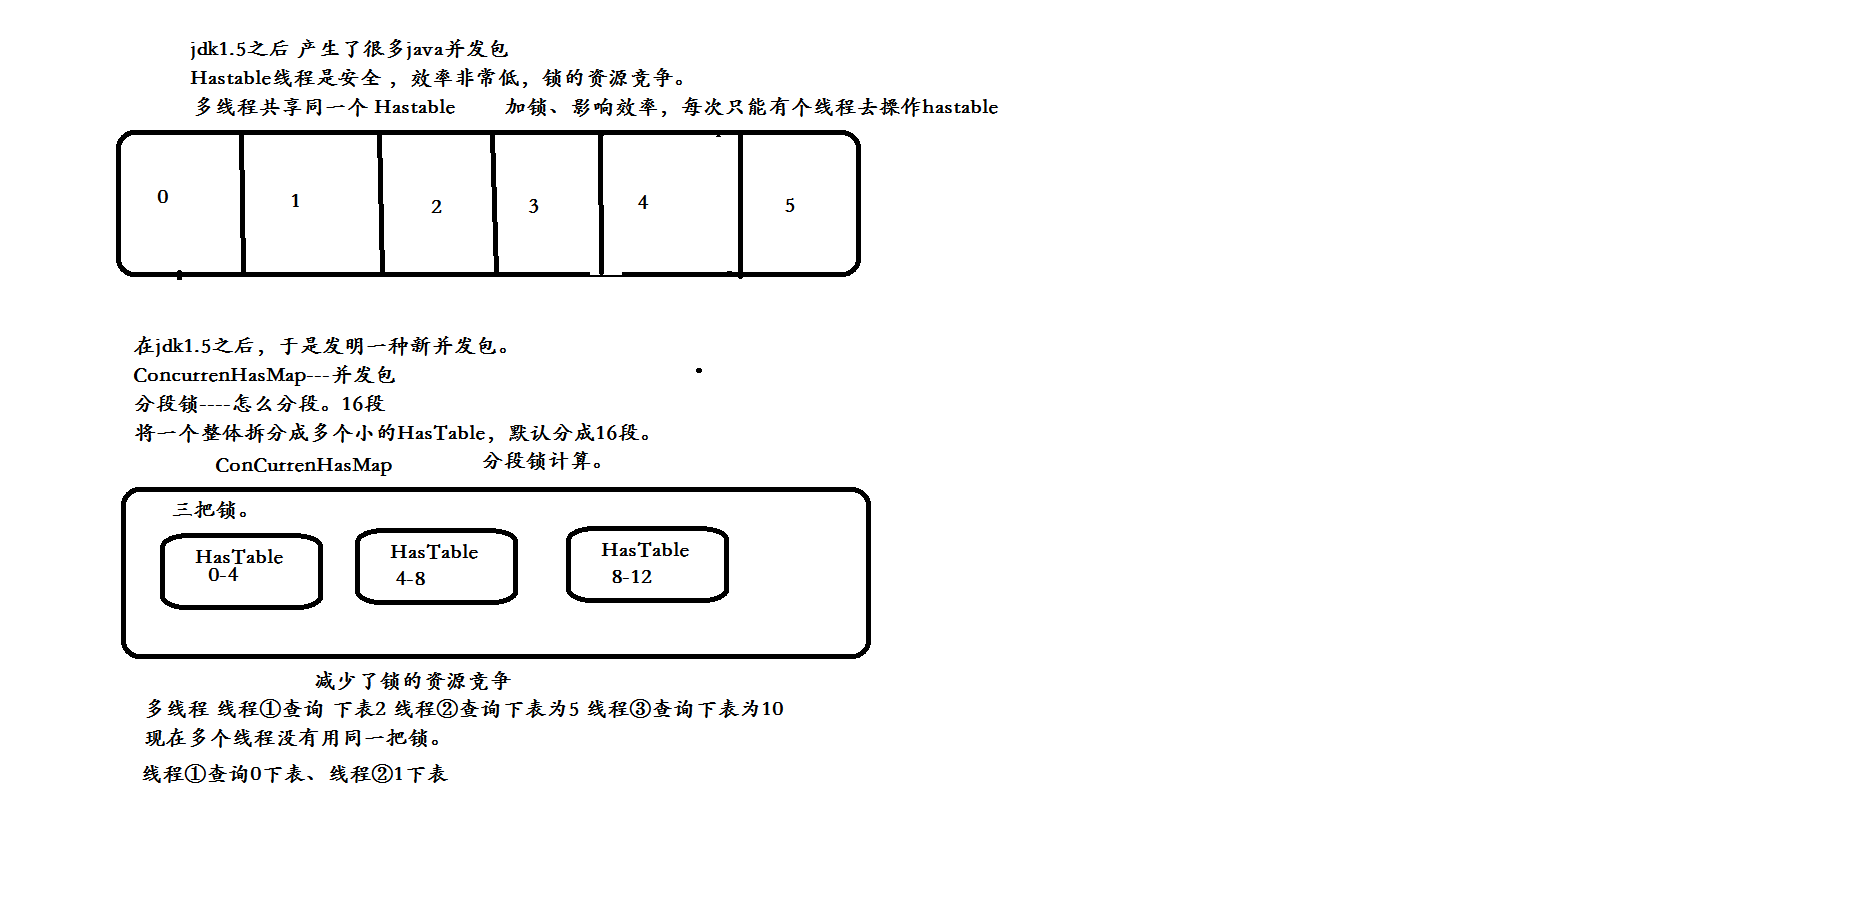 jdk1.5之后 产生了很多java并发包
Hastable线程是安全 ，效率非常低，锁的资源竞争。
多线程共享同一个 Hastable 加锁、影响效率，每次只能有个线程去操作hastable
0 1 2 3 4 5
在jdk1.5之后，于是发明一种新并发包。
ConcurrenHasMap---并发包
分段锁----怎么分段。16段
将一个整体拆分成多个小的HasTable，默认分成16段。
ConCurrenHasMap 分段锁计算。
三把锁。
HasTable HasTable HasTable
0-4 4-8 8-12
减少了锁的资源竞争
多线程 线程①查询 下表2 线程②查询下表为5 线程③查询下表为10
现在多个线程没有用同一把锁。
线程①查询0下表、线程②1下表